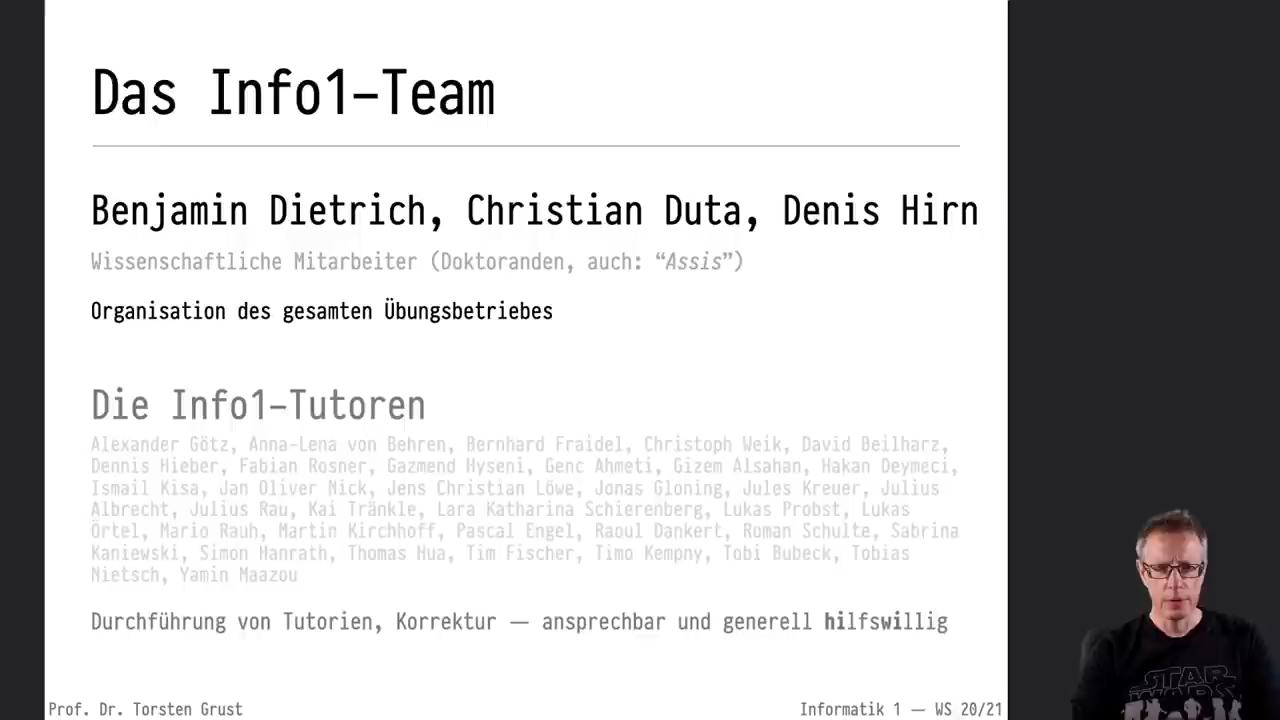 Das Info1–Team
Benjamin Dietrich, Christian Duta, Denis Hirn
Wissenschaftliche Mitarbeiter (Doktoranden, auch: “Assis”)
Organisation des gesamten Übungsbetriebes
Die Info1–Tutoren
Alexander Götz, Anna-Lena von Behren, Bernhard Fraidel, Christoph Weik, David Beilharz,
Dennis Hieber, Fabian Rosner, Gazmend Hyseni, Genc Ahmeti, Gizem Alsahan, Hakan Deymeci,
Ismail Kisa, Jan Oliver Nick, Jens Christian Löwe, Jonas Gloning, Jules Kreuer, Julius
Albrecht, Julius Rau, Kai Tränkle, Lara Katharina Schierenberg, Lukas Probst, Lukas
Örtel, Mario Rauh, Martin Kirchhoff, Pascal Engel, Raoul Dankert, Roman Schulte, Sabrina
Kaniewski, Simon Hanrath, Thomas Hua, Tim Fischer, Timo Kempny, Tobi Bubeck, Tobias
Nietsch, Yamin Maazou
Durchführung von Tutorien, Korrektur — ansprechbar und generell hilfswillig
STAR
WARS
Prof. Dr. Torsten Grust
Informatik 1 — WS 20/21